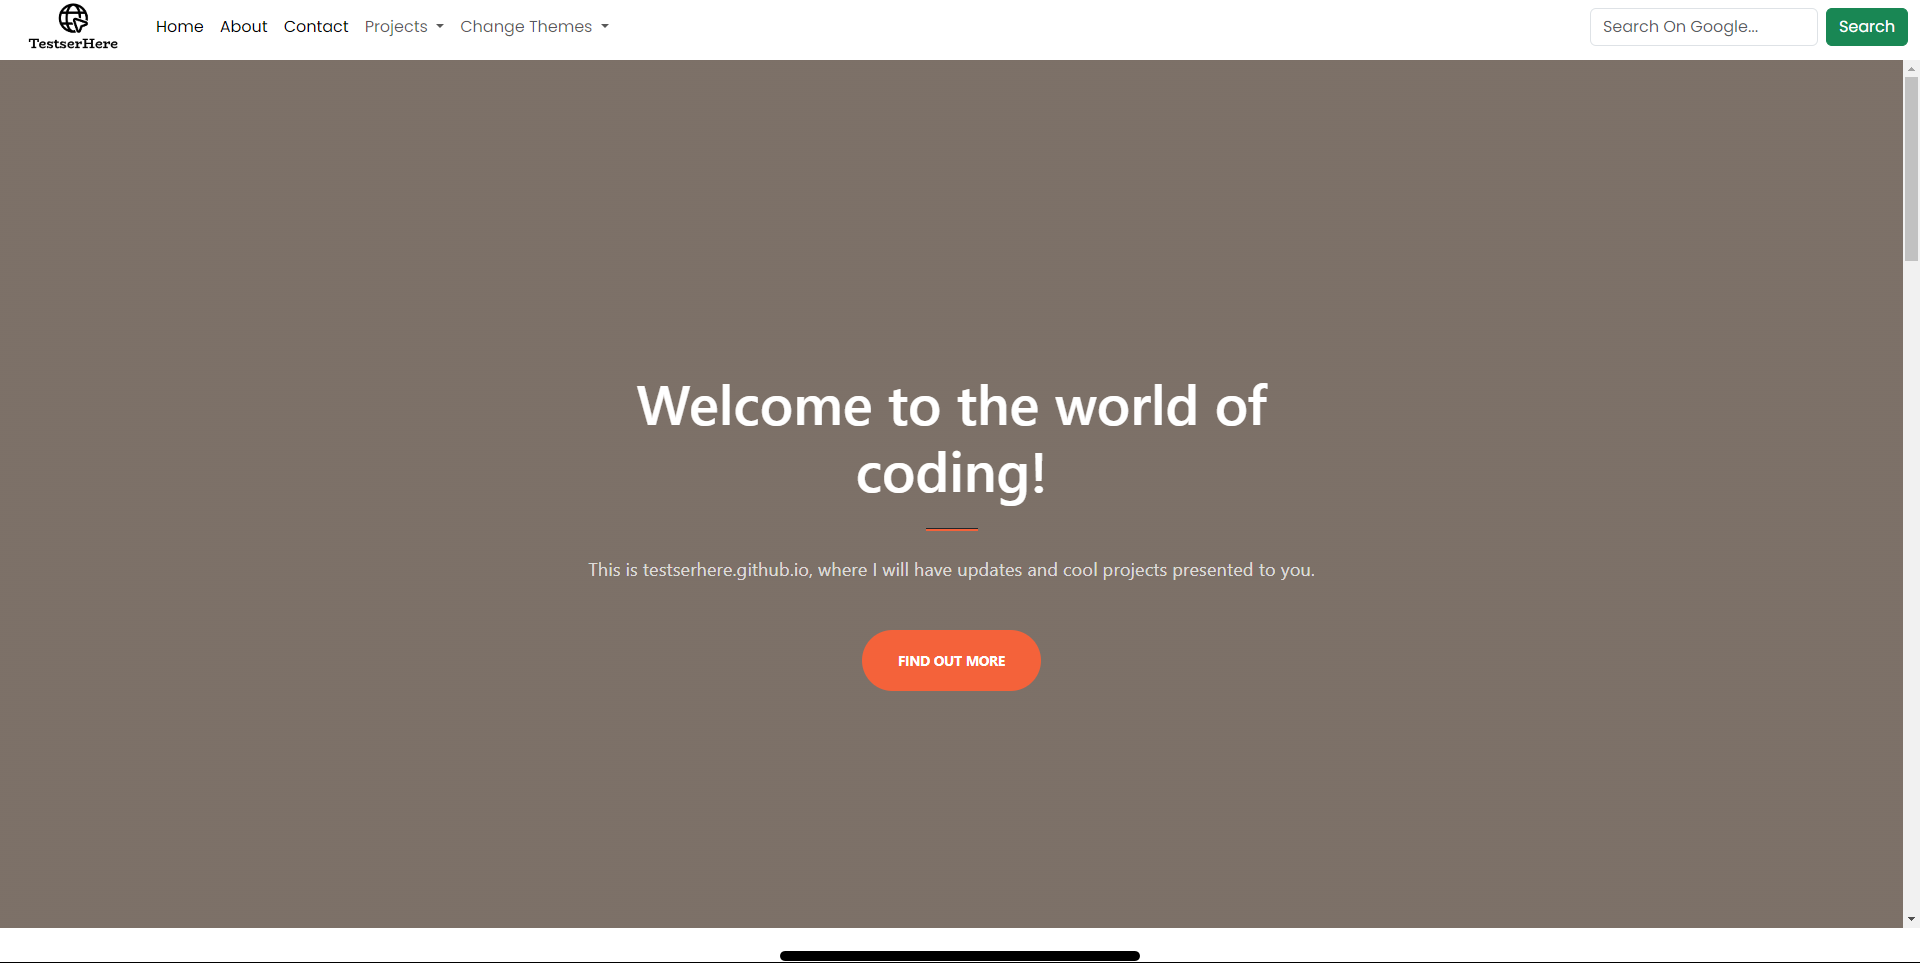 TestserHere
Home About Contact Projects Change Themes Search On Google... Search
Welcome to the world of
coding!
This is testserhere.github.io, where I will have updates and cool projects presented to you.
FIND OUT MORE